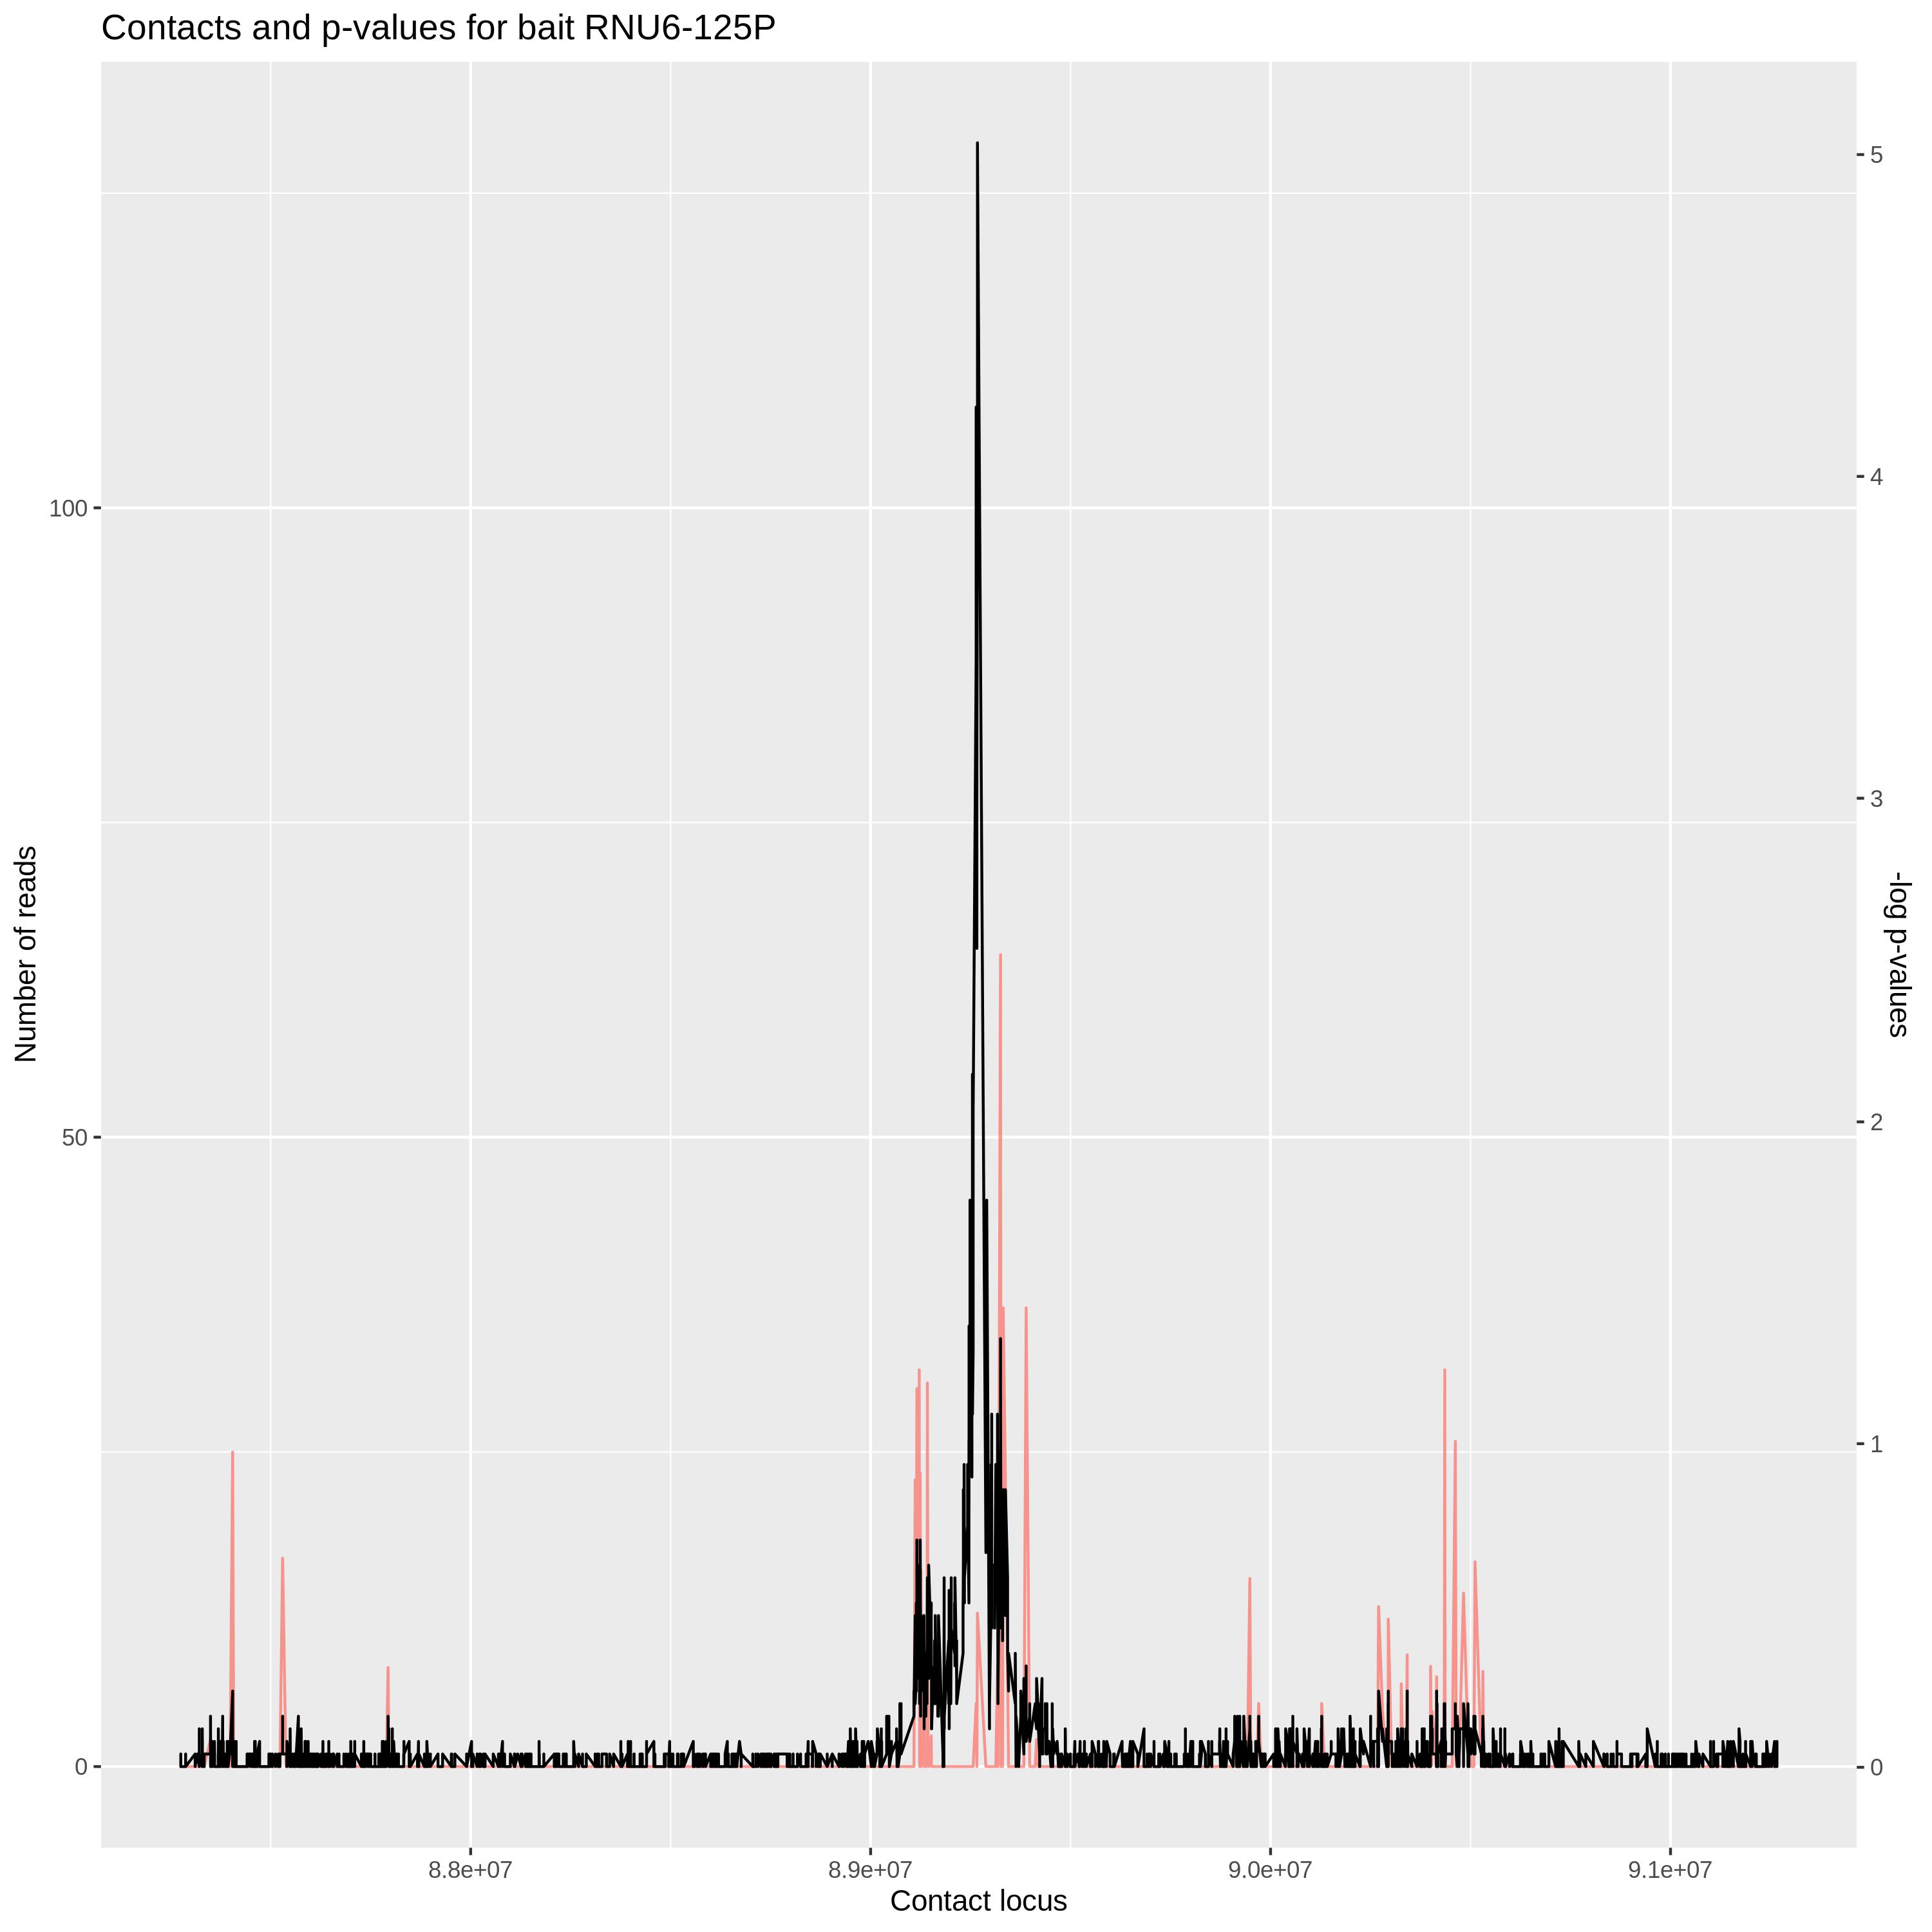 Contacts and p-values for bait RNU6-125P
Number of reads
100
50
0
5
4
3
2
1
0
-log p-values
8.8e+07
8.9e+07
9.0e+07
9.1e+07
Contact locus